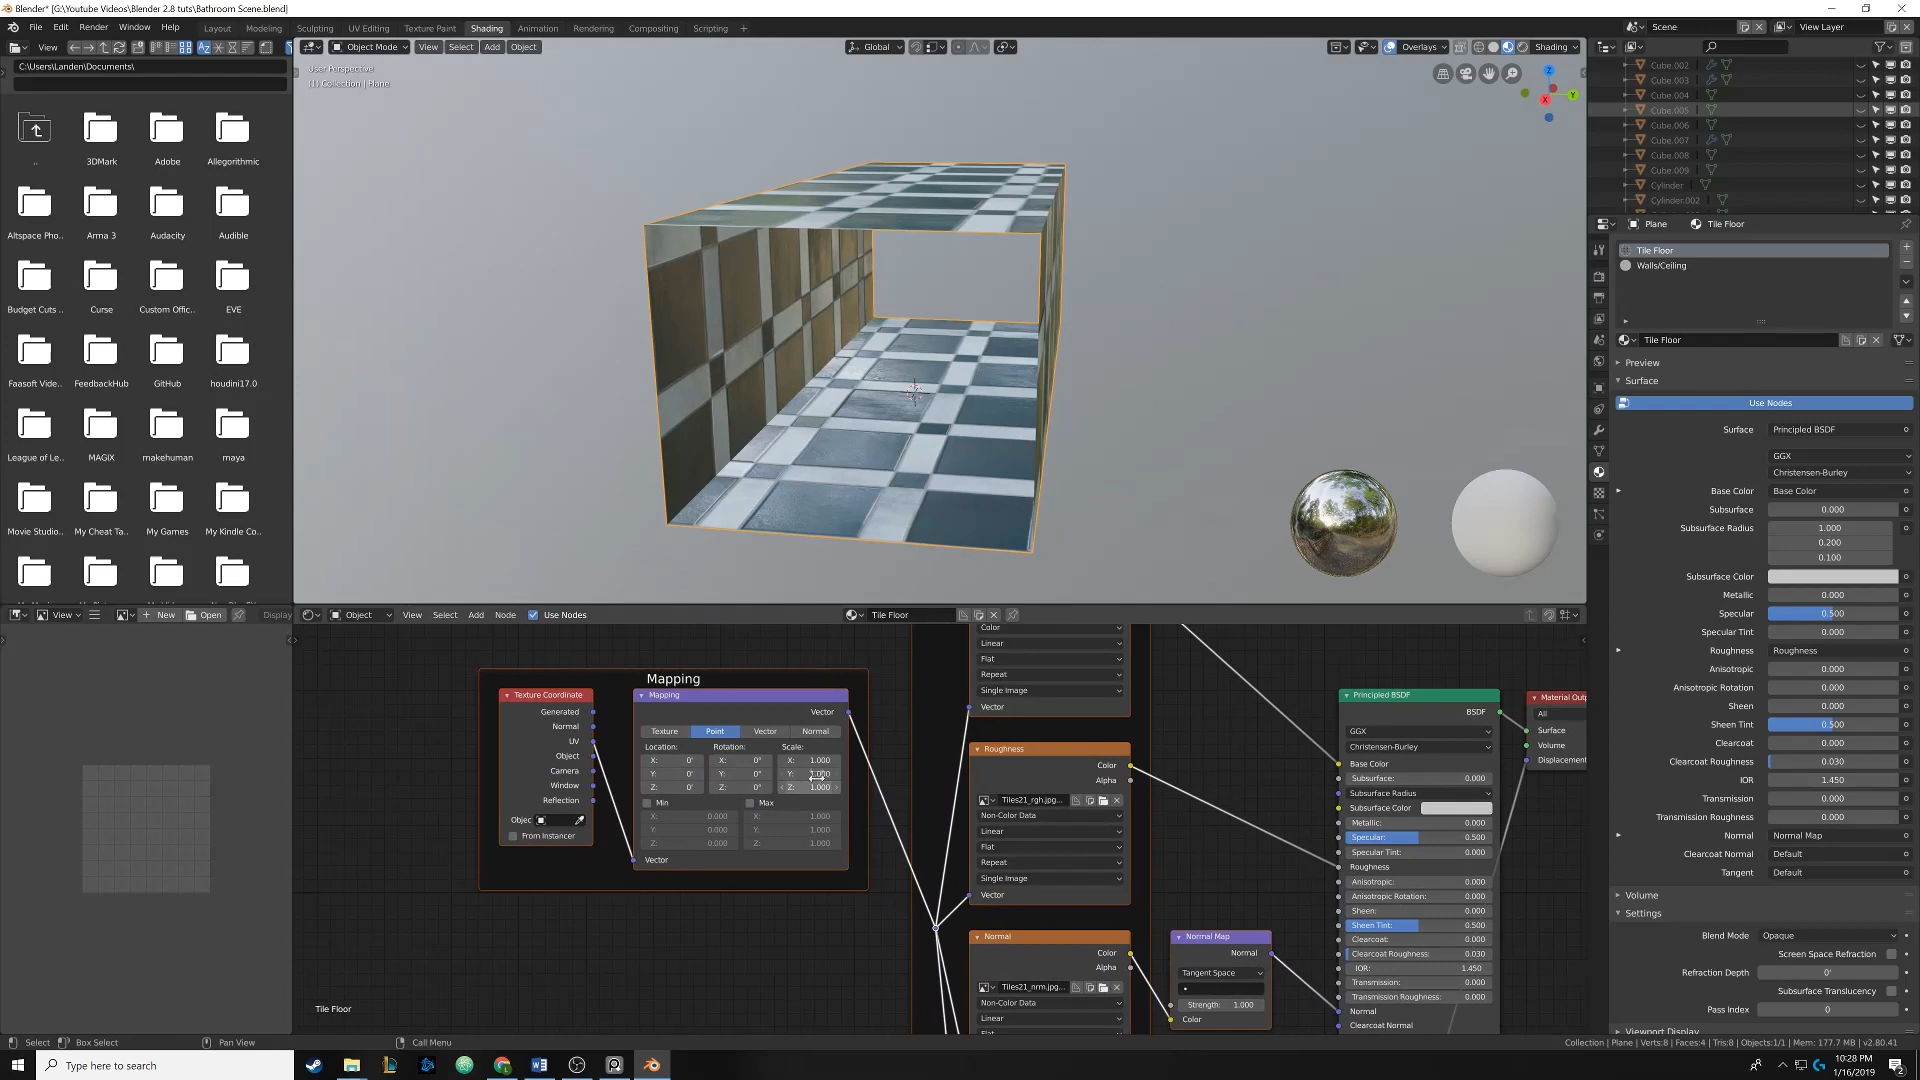 Blender* [G:\Youtube Videos\Blender 2.8 tuts\Bathroom Scene.blend]
File Edit Render Window Help Layout Modeling Sculpting UV Editing Texture Paint Shading Animation Rendering Compositing Scripting + Scene View Layer
View Object Mode View Select Add Object Global Overlays Shading
C:\Users\Landen\Documents\
User Perspective
(1) Collection | Plane
..
3DMark
Adobe
Allegorithmic
Altspace Pho..
Arma 3
Audacity
Audible
Budget Cuts ..
Curse
Custom Offic..
EVE
Faasoft Vide..
FeedbackHub
GitHub
houdini17.0
League of Le..
MAGIX
makehuman
maya
Movie Studio..
My Cheat Ta..
My Games
My Kindle Co..
Z
Y
X
Cube.002
Cube.003
Cube.004
Cube.005
Cube.006
Cube.007
Cube.008
Cube.009
Cylinder
Cylinder.002
Plane Tile Floor
Tile Floor
Walls/Ceiling
Tile Floor
Preview
Surface
Use Nodes
Surface Principled BSDF
GGX
Christensen-Burley
Base Color Base Color
Subsurface 0.000
Subsurface Radius 1.000
0.200
0.100
Subsurface Color
Metallic 0.000
Specular 0.500
Specular Tint 0.000
Roughness Roughness
Anisotropic 0.000
Anisotropic Rotation 0.000
Sheen 0.000
Sheen Tint 0.500
Clearcoat 0.000
Clearcoat Roughness 0.030
IOR 1.450
Transmission 0.000
Transmission Roughness 0.000
Normal Normal Map
Clearcoat Normal Default
Tangent Default
Volume
Settings
Blend Mode Opaque
Screen Space Refraction
Refraction Depth 0'
Subsurface Translucency
Pass Index 0
Viewport Display
View + New Open Display
Object View Select Add Node Use Nodes Tile Floor
Mapping
Texture Coordinate
Generated
Normal
UV
Object
Camera
Window
Reflection
Objec
From Instancer
Mapping
Vector
Texture Point Vector Normal
Location: Rotation: Scale:
X: 0' X: 0° X: 1.000
Y: 0' Y: 0° Y:
Z: 0' Z: 0° Z: 1.000
Min Max
X: 0.000 X: 1.000
Y: 0.000 Y: 1.000
Z: 0.000 Z: 1.000
Vector
Color
Linear
Flat
Repeat
Single Image
Vector
Roughness
Color
Alpha
Tiles21_rgh.jpg...
Non-Color Data
Linear
Flat
Repeat
Single Image
Vector
Normal
Color
Alpha
Tiles21_nrm.jpg...
Non-Color Data
Linear
Flat
Normal Map
Normal
Tangent Space
Strength: 1.000
Color
Principled BSDF
BSDF
GGX
Christensen-Burley
Base Color
Subsurface: 0.000
Subsurface Radius
Subsurface Color
Metallic: 0.000
Specular: 0.500
Specular Tint: 0.000
Roughness
Anisotropic: 0.000
Anisotropic Rotation: 0.000
Sheen: 0.000
Sheen Tint: 0.500
Clearcoat: 0.000
Clearcoat Roughness: 0.030
IOR: 1.450
Transmission: 0.000
Transmission Roughness: 0.000
Normal
Clearcoat Normal
Material Outp
All
Surface
Volume
Displacement
Tile Floor
Select Box Select Pan View Call Menu Collection | Plane | Verts:8 | Faces:4 | Tris:8 | Objects:1/1 | Mem: 177.7 MB | v2.80.41
Type here to search
10:28 PM
1/16/2019